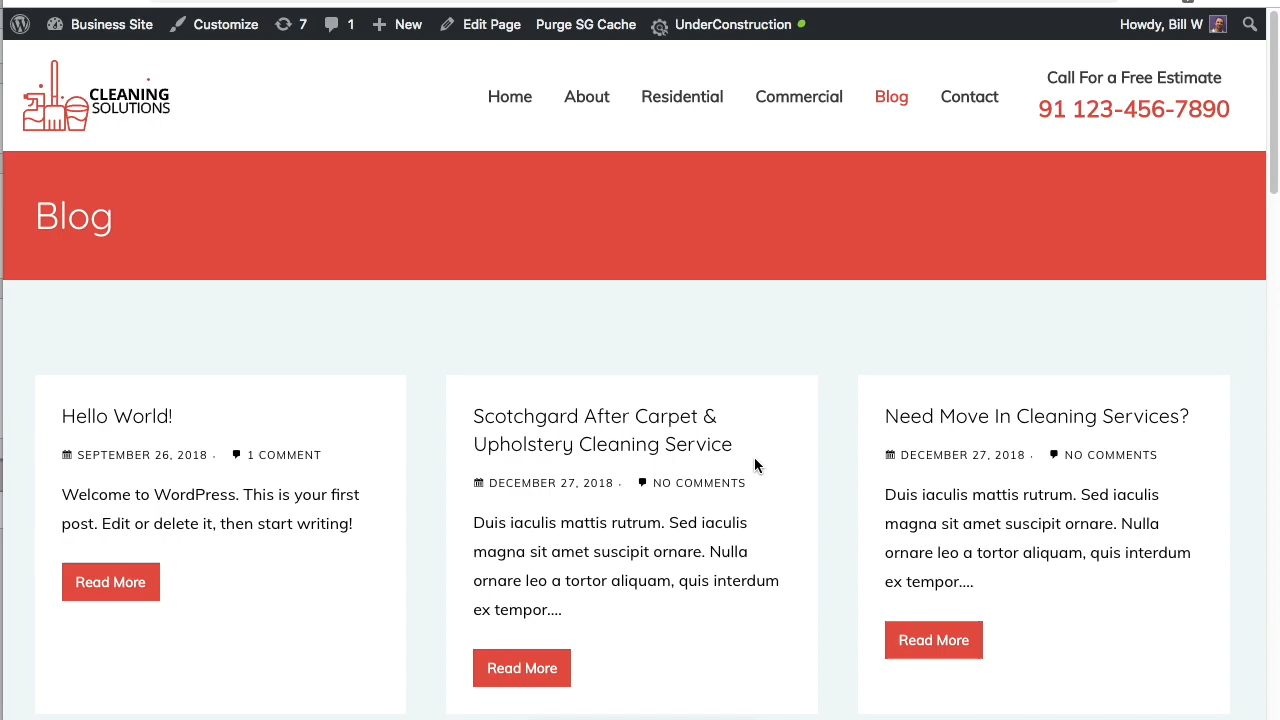 Business Site Customize 7 1 New Edit Page Purge SG Cache UnderConstruction Howdy, Bill W
CLEANING
SOLUTIONS
Home About Residential Commercial Blog Contact
Call For a Free Estimate
91 123-456-7890
Blog
Hello World!
SEPTEMBER 26, 2018 · 1 COMMENT
Welcome to WordPress. This is your first
post. Edit or delete it, then start writing!
Read More
Scotchgard After Carpet &
Upholstery Cleaning Service
DECEMBER 27, 2018 · NO COMMENTS
Duis iaculis mattis rutrum. Sed iaculis
magna sit amet suscipit ornare. Nulla
ornare leo a tortor aliquam, quis interdum
ex tempor....
Read More
Need Move In Cleaning Services?
DECEMBER 27, 2018 · NO COMMENTS
Duis iaculis mattis rutrum. Sed iaculis
magna sit amet suscipit ornare. Nulla
ornare leo a tortor aliquam, quis interdum
ex tempor....
Read More